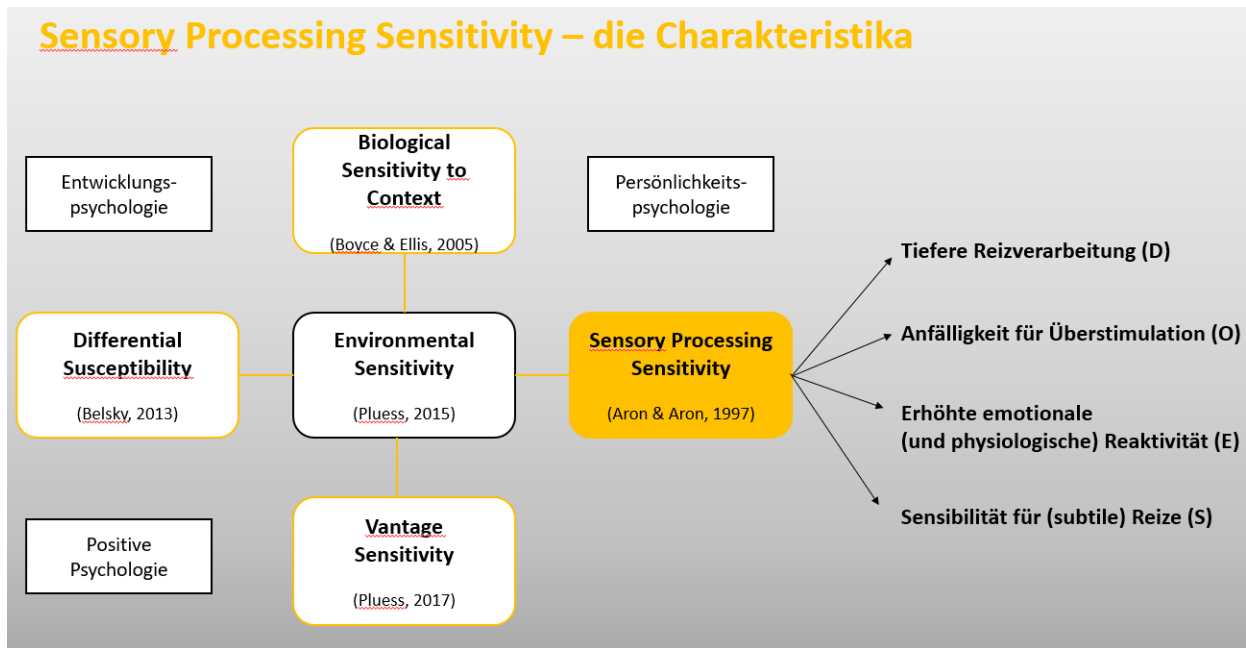 Sensory Processing Sensitivity – die Charakteristika
Entwicklungs-
psychologie
Biological
Sensitivity to
Context
(Boyce & Ellis, 2005)
Persönlichkeits-
psychologie
Differential
Susceptibility
(Belsky, 2013)
Environmental
Sensitivity
(Pluess, 2015)
Sensory Processing
Sensitivity
(Aron & Aron, 1997)
Tiefere Reizverarbeitung (D)
Anfälligkeit für Überstimulation (O)
Erhöhte emotionale
(und physiologische) Reaktivität (E)
Sensibilität für (subtile) Reize (S)
Positive
Psychologie
Vantage
Sensitivity
(Pluess, 2017)